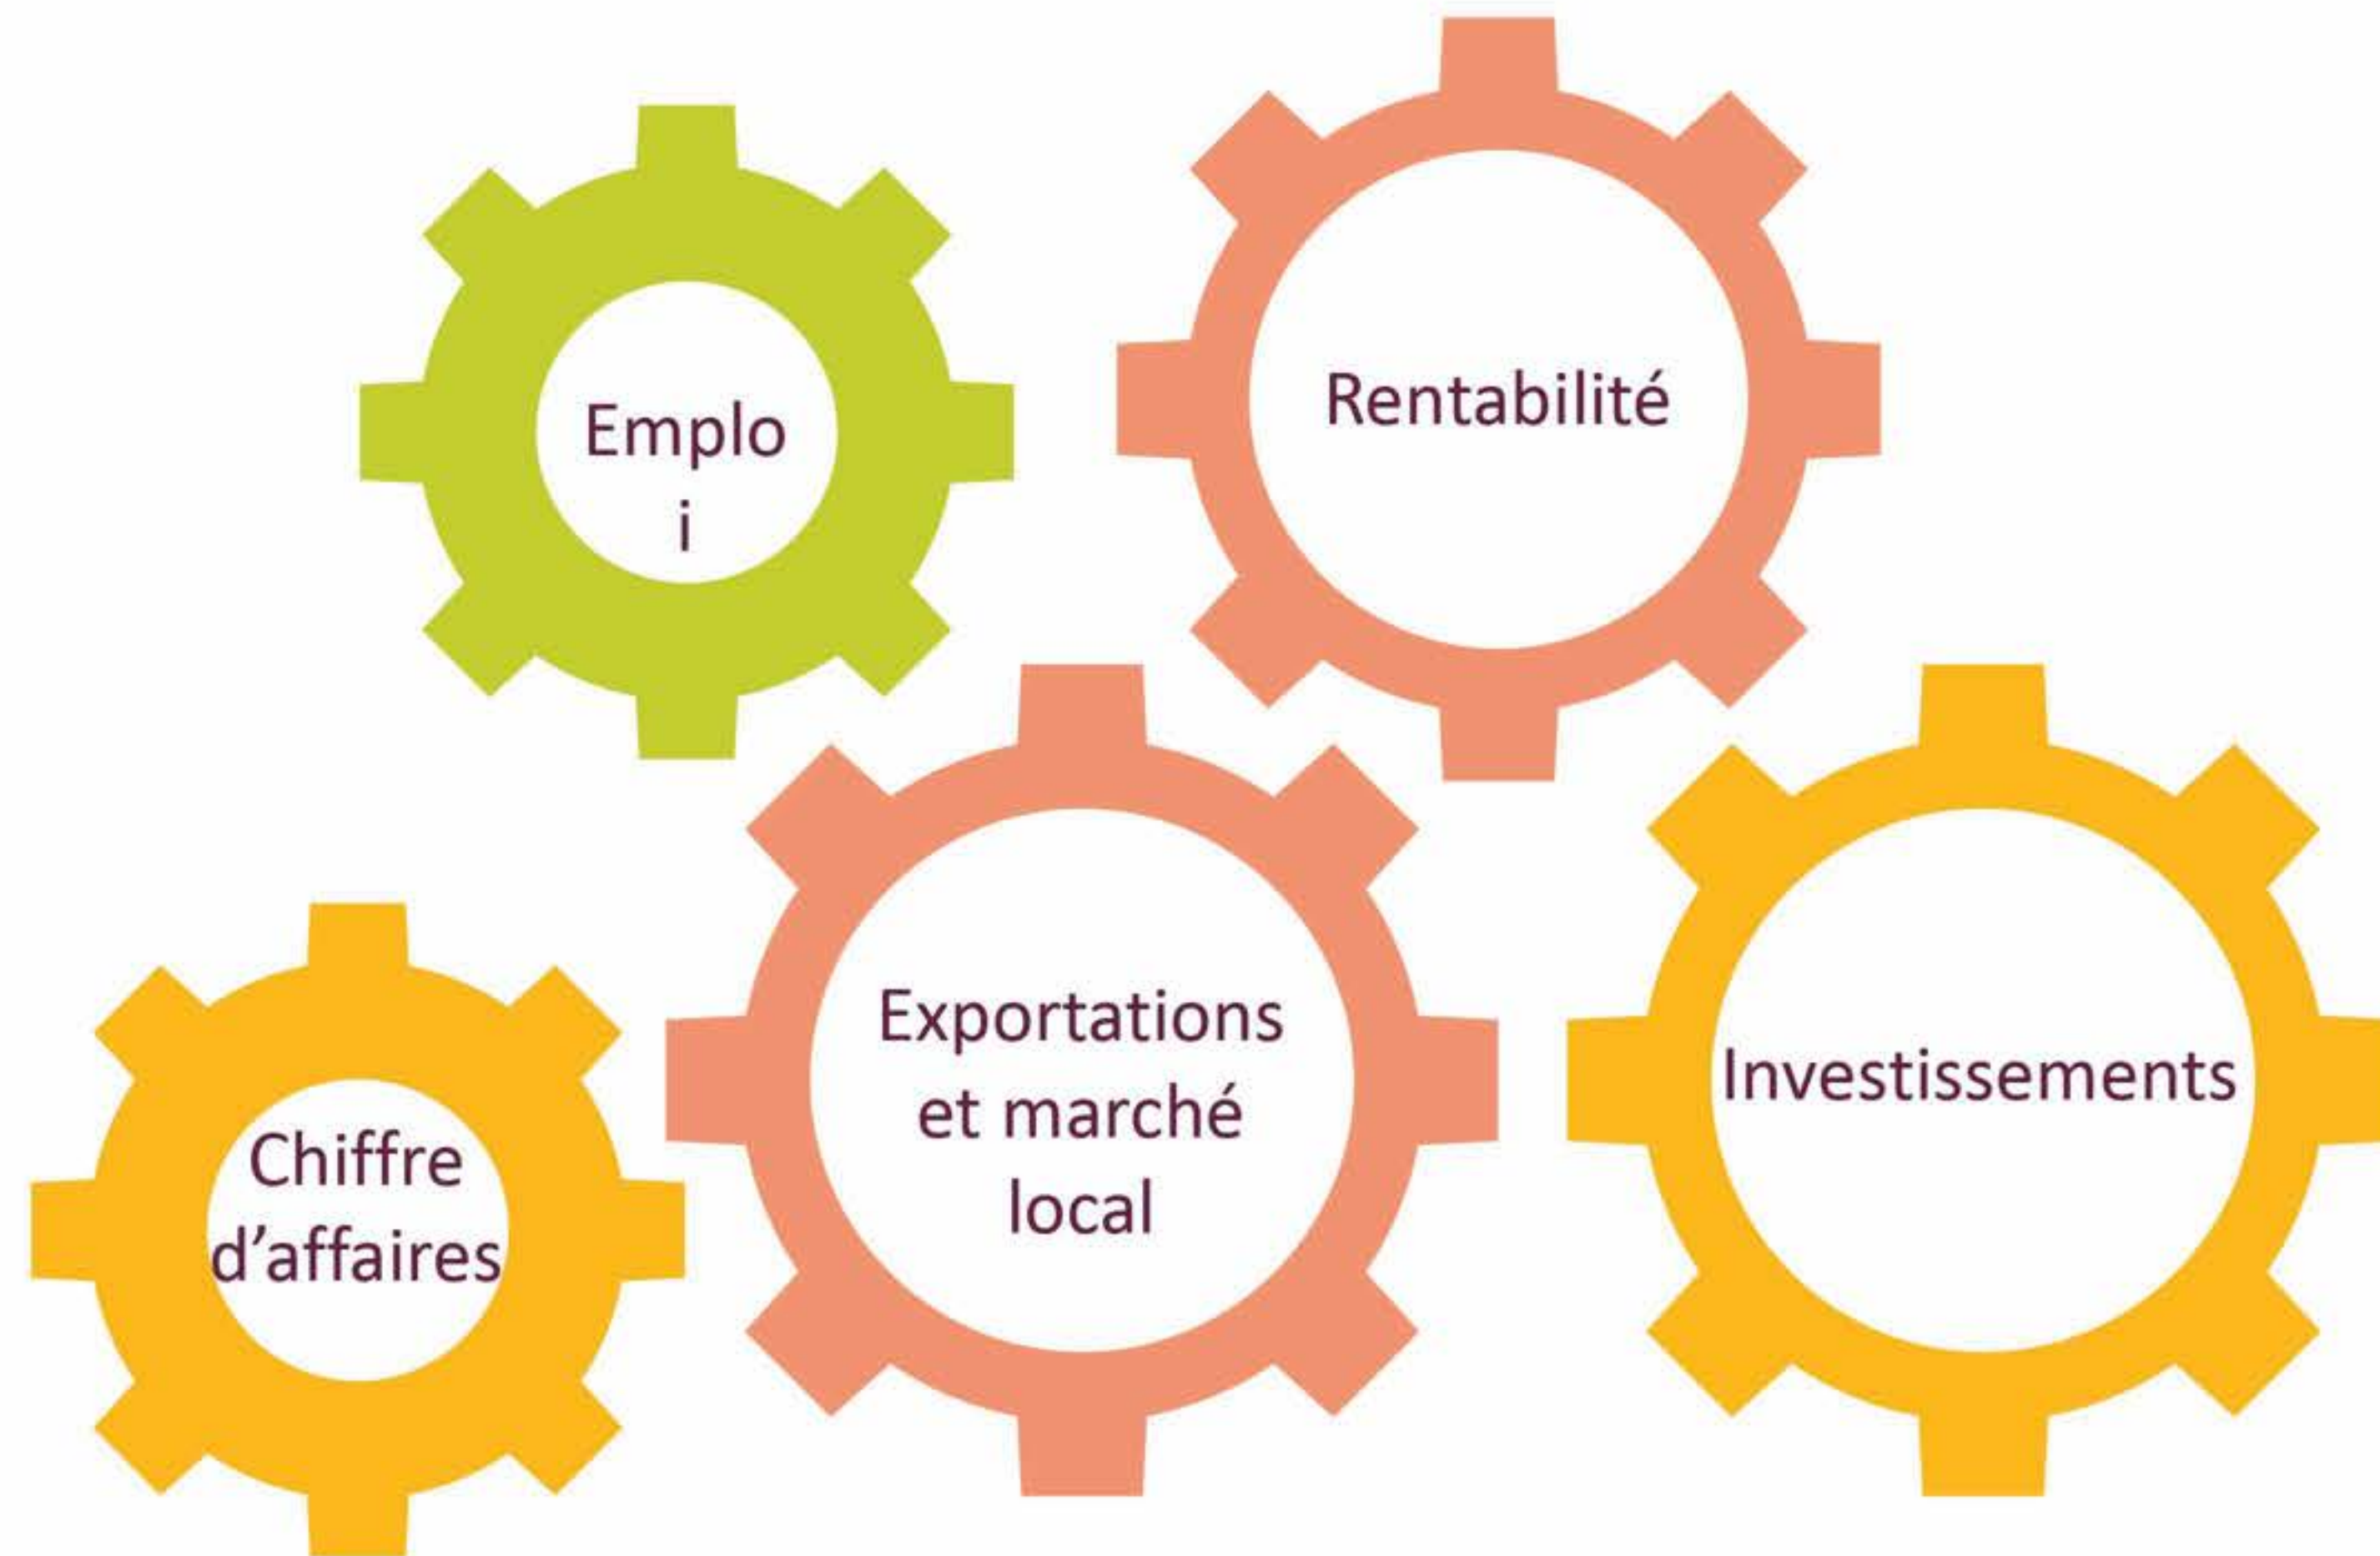 Emplo
i
Rentabilité
Exportations
et marché
local
Investissements
Chiffre
d’affaires